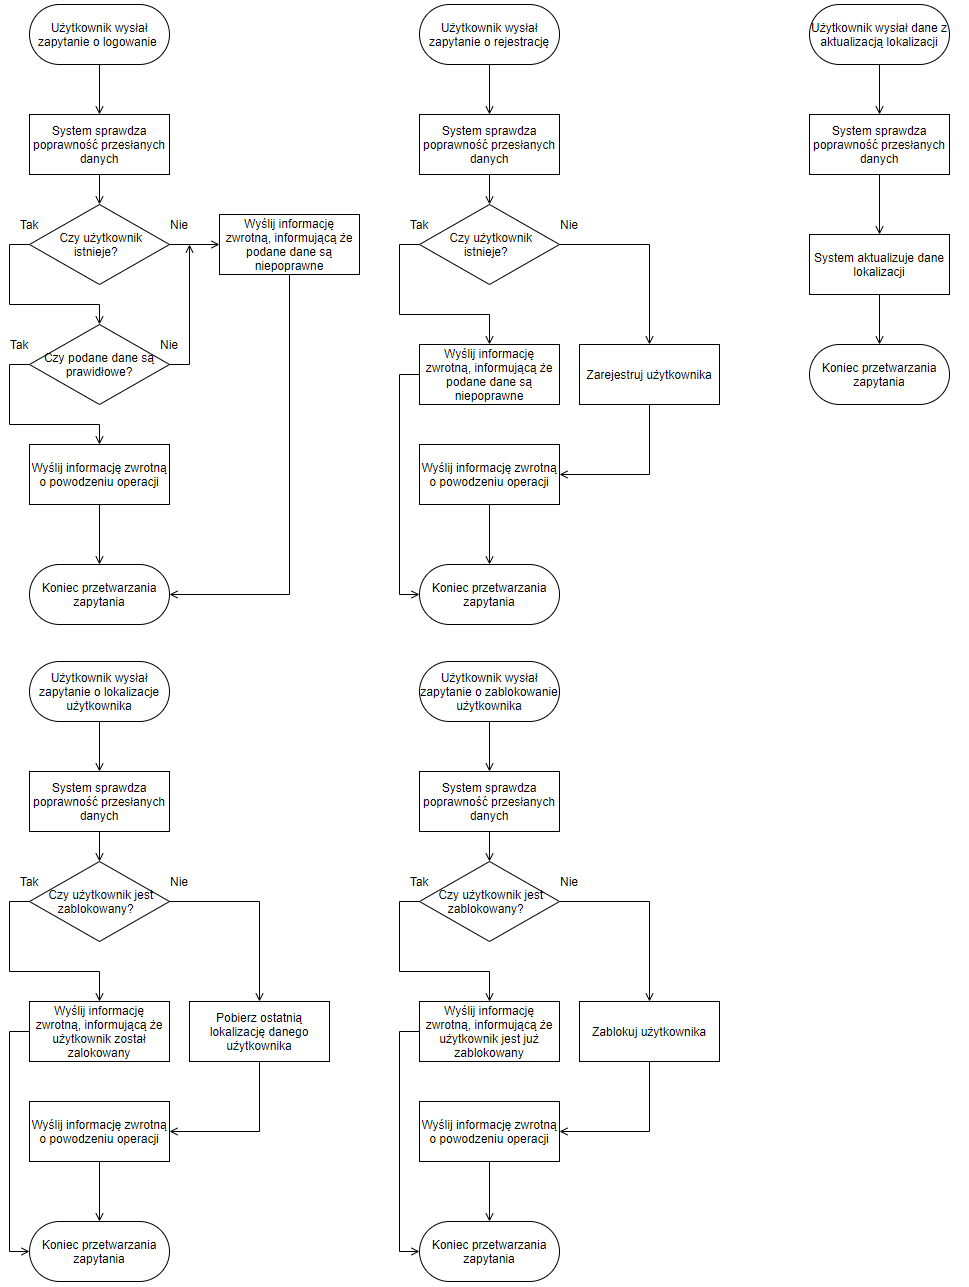 Użytkownik wysłał
zapytanie o logowanie
System sprawdza
poprawność przesłanych
danych
Tak
Nie
Czy użytkownik
istnieje?
Wyślij informację
zwrotną, informującą że
podane dane są
niepoprawne
Tak
Nie
Czy podane dane są
prawidłowe?
Wyślij informację zwrotną
o powodzeniu operacji
Koniec przetwarzania
zapytania
Użytkownik wysłał
zapytanie o rejestrację
System sprawdza
poprawność przesłanych
danych
Tak
Nie
Czy użytkownik
istnieje?
Wyślij informację
zwrotną, informującą że
podane dane są
niepoprawne
Zarejestruj użytkownika
Wyślij informację zwrotną
o powodzeniu operacji
Koniec przetwarzania
zapytania
Użytkownik wysłał dane z
aktualizacją lokalizacji
System sprawdza
poprawność przesłanych
danych
System aktualizuje dane
lokalizacji
Koniec przetwarzania
zapytania
Użytkownik wysłał
zapytanie o lokalizacje
użytkownika
System sprawdza
poprawność przesłanych
danych
Tak
Nie
Czy użytkownik jest
zablokowany?
Wyślij informację
zwrotną, informującą że
użytkownik został
zalokowany
Pobierz ostatnią
lokalizację danego
użytkownika
Wyślij informację zwrotną
o powodzeniu operacji
Koniec przetwarzania
zapytania
Użytkownik wysłał
zapytanie o zablokowanie
użytkownika
System sprawdza
poprawność przesłanych
danych
Tak
Nie
Czy użytkownik jest
zablokowany?
Wyślij informację
zwrotną, informującą że
użytkownik jest już
zablokowany
Zablokuj użytkownika
Wyślij informację zwrotną
o powodzeniu operacji
Koniec przetwarzania
zapytania